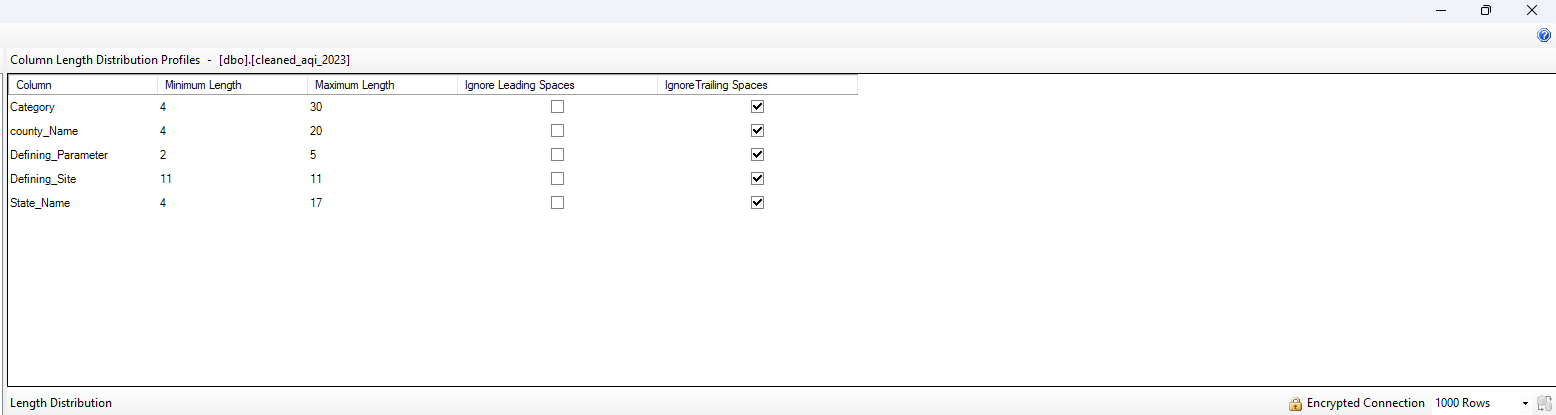 Column Length Distribution Profiles - [dbo].[cleaned_aqi_2023]
Column Minimum Length Maximum Length Ignore Leading Spaces IgnoreTrailing Spaces
Category 4 30
county_Name 4 20
Defining_Parameter 2 5
Defining_Site 11 11
State_Name 4 17
Length Distribution Encrypted Connection 1000 Rows